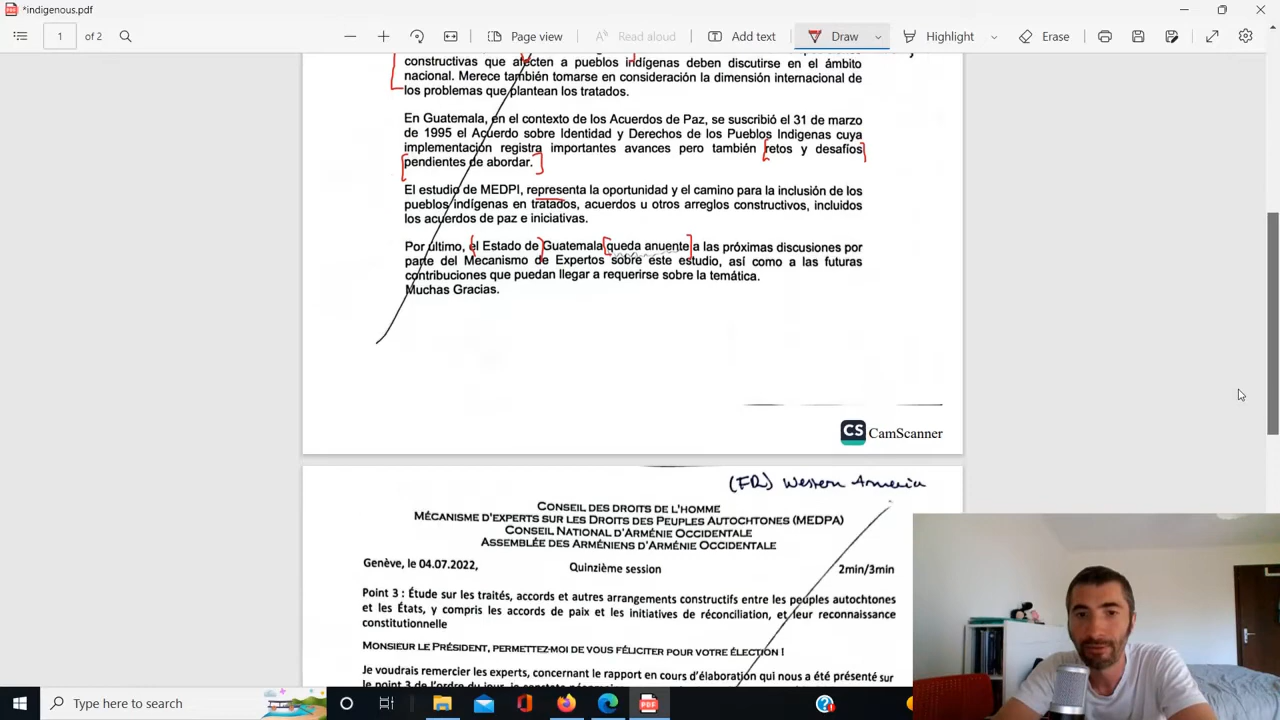 *indigenous.pdf
1 of 2 Page view Read aloud Add text Draw Highlight Erase
constructivas que afecten a pueblos indígenas deben discutirse en el ámbito
nacional. Merece también tomarse en consideración la dimensión internacional de
los problemas que plantean los tratados.
En Guatemala, en el contexto de los Acuerdos de Paz, se suscribió el 31 de marzo
de 1995 el Acuerdo sobre Identidad y Derechos de los Pueblos Indigenas cuya
implementación registra importantes avances pero también retos y desafíos
pendientes de abordar.
El estudio de MEDPI, representa la oportunidad y el camino para la inclusión de los
pueblos indígenas en tratados, acuerdos u otros arreglos constructivos, incluidos
los acuerdos de paz e iniciativas.
Por último, el Estado de Guatemala queda anuente a las próximas discusiones por
parte del Mecanismo de Expertos sobre este estudio, así como a las futuras
contribuciones que puedan llegar a requerirse sobre la temática.
Muchas Gracias.
CS CamScanner
(FR) Western Armenia
CONSEIL DES DROITS DE L'HOMME
MÉCANISME D'EXPERTS SUR LES DROITS DES PEUPLES AUTOCHTONES (MEDPA)
CONSEIL NATIONAL D'ARMÉNIE OCCIDENTALE
ASSEMBLÉE DES ARMÉNIENS D'ARMÉNIE OCCIDENTALE
Genève, le 04.07.2022, Quinzième session 2min/3min
Point 3 : Étude sur les traités, accords et autres arrangements constructifs entre les peuples autochtones
et les États, y compris les accords de paix et les initiatives de réconciliation, et leur reconnaissance
constitutionnelle
MONSIEUR LE PRÉSIDENT, PERMETTEZ-MOI DE VOUS FÉLICITER POUR VOTRE ÉLECTION !
Je voudrais remercier les experts, concernant le rapport en cours d'élaboration qui nous a été présenté sur
Type here to search
PDF